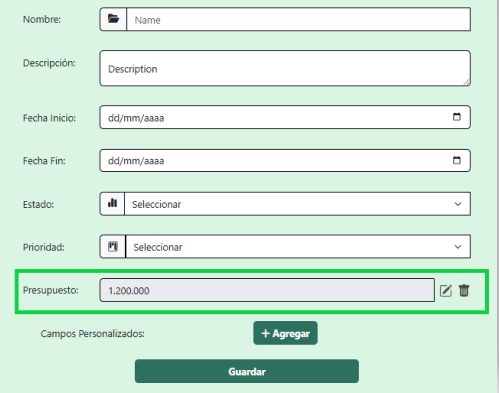 Nombre: Name
Descripción: Description
Fecha Inicio: dd/mm/aaaa
Fecha Fin: dd/mm/aaaa
Estado: Seleccionar
Prioridad: Seleccionar
Presupuesto: 1.200.000
Campos Personalizados: + Agregar
Guardar